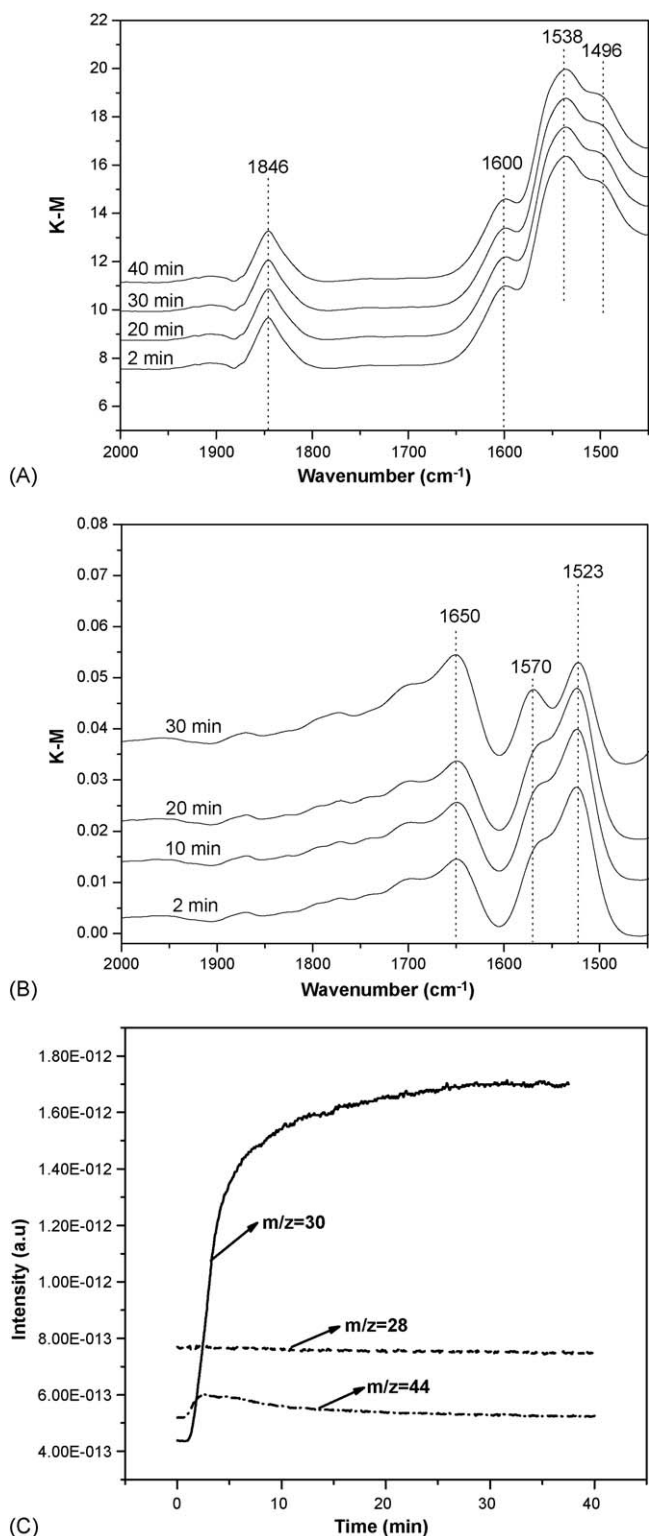 1538
1496
1846
1600
22
20
18
16
14
12
10
8
6
K-M
40 min
30 min
20 min
2 min
2000 1900 1800 1700 1600 1500
Wavenumber (cm⁻¹)
(A)
0.08
0.07
0.06
0.05
0.04
0.03
0.02
0.01
0.00
K-M
1650
1570
1523
30 min
20 min
10 min
2 min
2000 1900 1800 1700 1600 1500
Wavenumber (cm⁻¹)
(B)
1.80E-012
1.60E-012
1.40E-012
1.20E-012
1.00E-012
8.00E-013
6.00E-013
4.00E-013
Intensity (a.u)
m/z=30
m/z=28
m/z=44
0 10 20 30 40
Time (min)
(C)